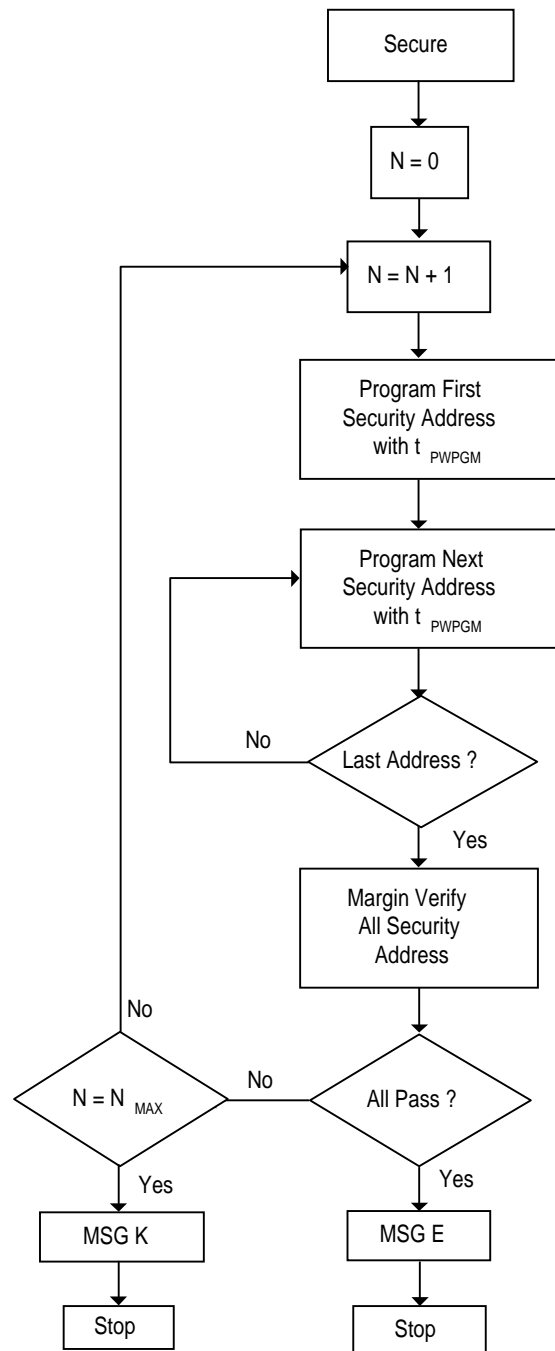 Secure
N = 0
N = N + 1
Program First
Security Address
with t PWPGM
Program Next
Security Address
with t PWPGM
No
Last Address ?
Yes
Margin Verify
All Security
Address
No
N = N MAX
No
All Pass ?
Yes
Yes
MSG K
MSG E
Stop
Stop